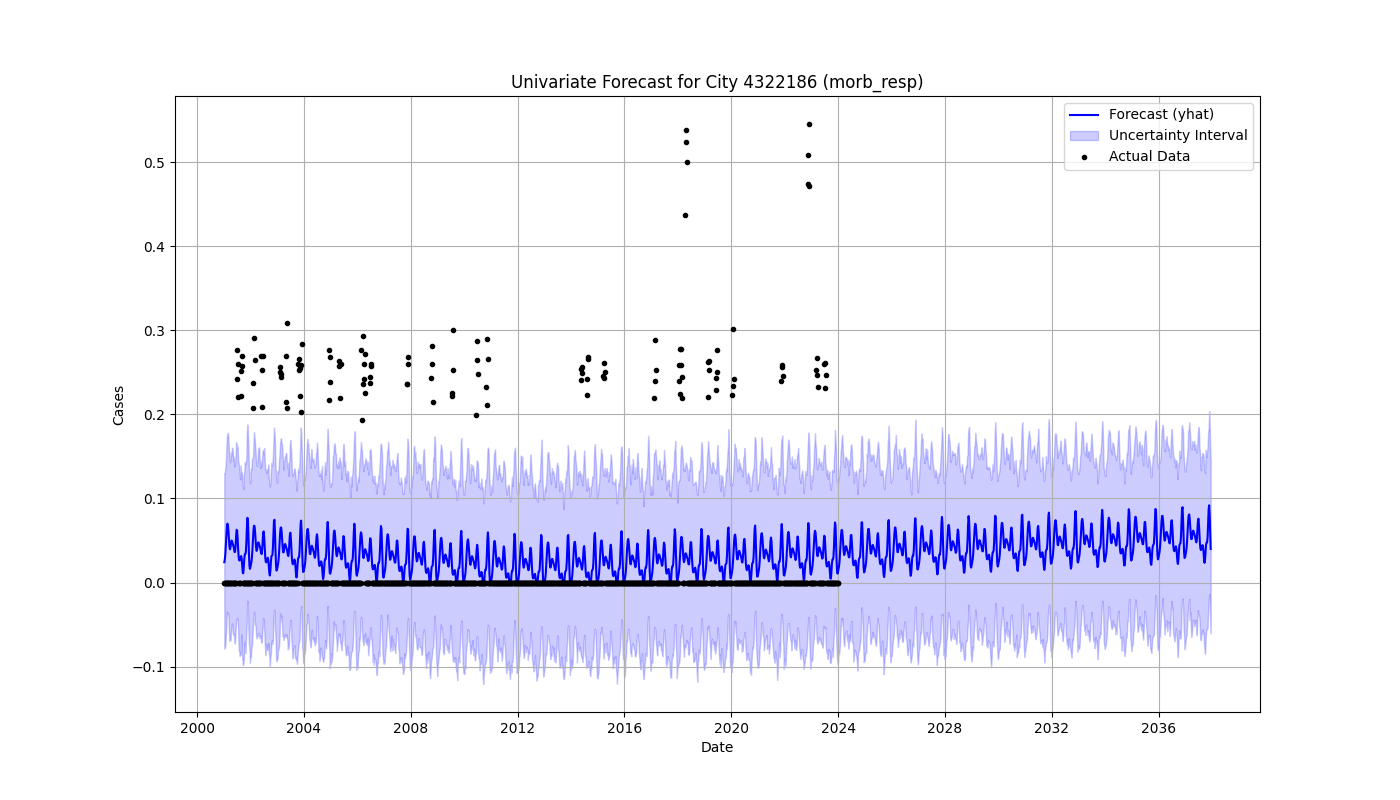 Univariate Forecast for City 4322186 (morb_resp)
Forecast (yhat)
Uncertainty Interval
Actual Data
Cases
0.5
0.4
0.3
0.2
0.1
0.0
−0.1
2000 2004 2008 2012 2016 2020 2024 2028 2032 2036
Date